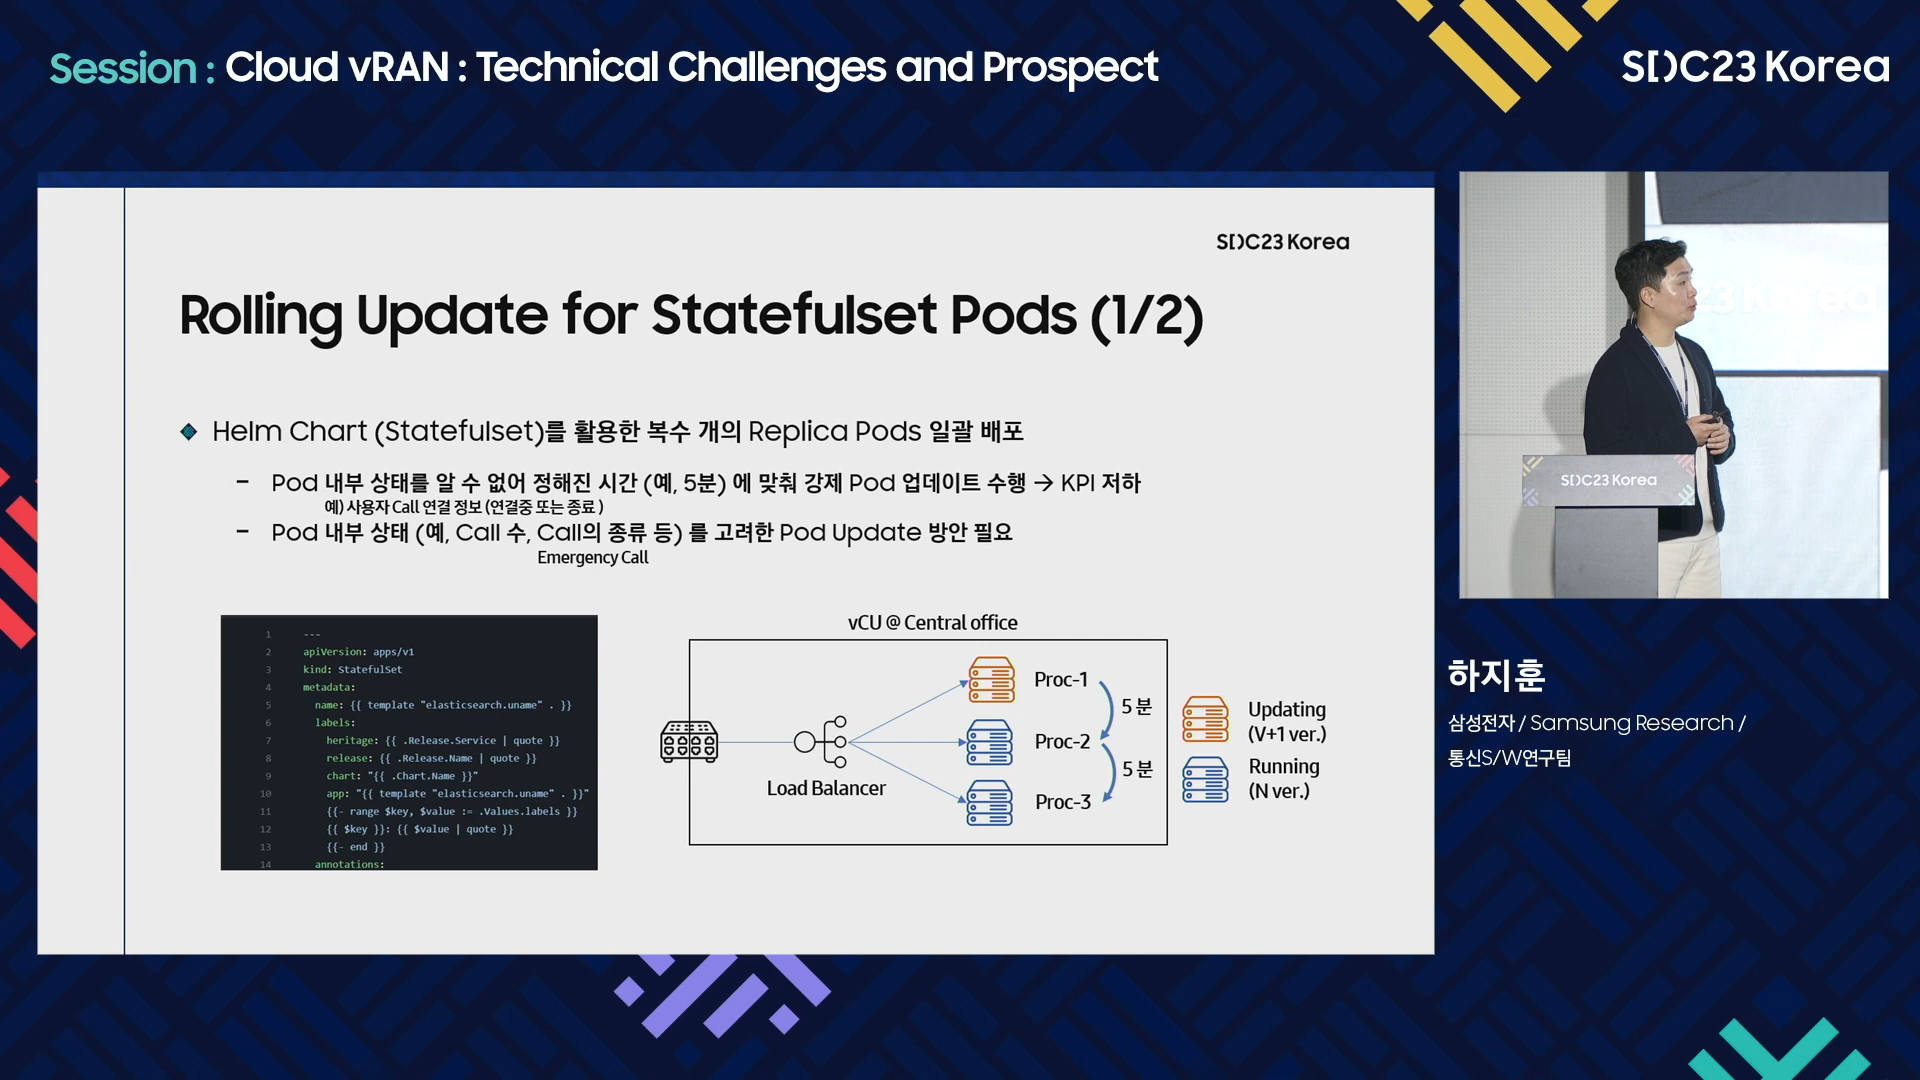 Session : Cloud vRAN : Technical Challenges and Prospect
SDC23 Korea
SDC23 Korea
Rolling Update for Statefulset Pods (1/2)
Helm Chart (Statefulset)를 활용한 복수 개의 Replica Pods 일괄 배포
– Pod 내부 상태를 알 수 없어 정해진 시간 (예, 5분) 에 맞춰 강제 Pod 업데이트 수행 → KPI 저하
예) 사용자 Call 연결 정보 (연결중 또는 종료 )
– Pod 내부 상태 (예, Call 수, Call의 종류 등) 를 고려한 Pod Update 방안 필요
Emergency Call
1 ---
2 apiVersion: apps/v1
3 kind: StatefulSet
4 metadata:
5 name: {{ template "elasticsearch.uname" . }}
6 labels:
7 heritage: {{ .Release.Service | quote }}
8 release: {{ .Release.Name | quote }}
9 chart: "{{ .Chart.Name }}"
10 app: "{{ template "elasticsearch.uname" . }}"
11 {{- range $key, $value := .Values.labels }}
12 {{ $key }}: {{ $value | quote }}
13 {{- end }}
14 annotations:
vCU @ Central office
Load Balancer
Proc-1
5 분
Proc-2
5 분
Proc-3
Updating
(V+1 ver.)
Running
(N ver.)
23 Korea
SDC23 Korea
하지훈
삼성전자 / Samsung Research /
통신S/W연구팀